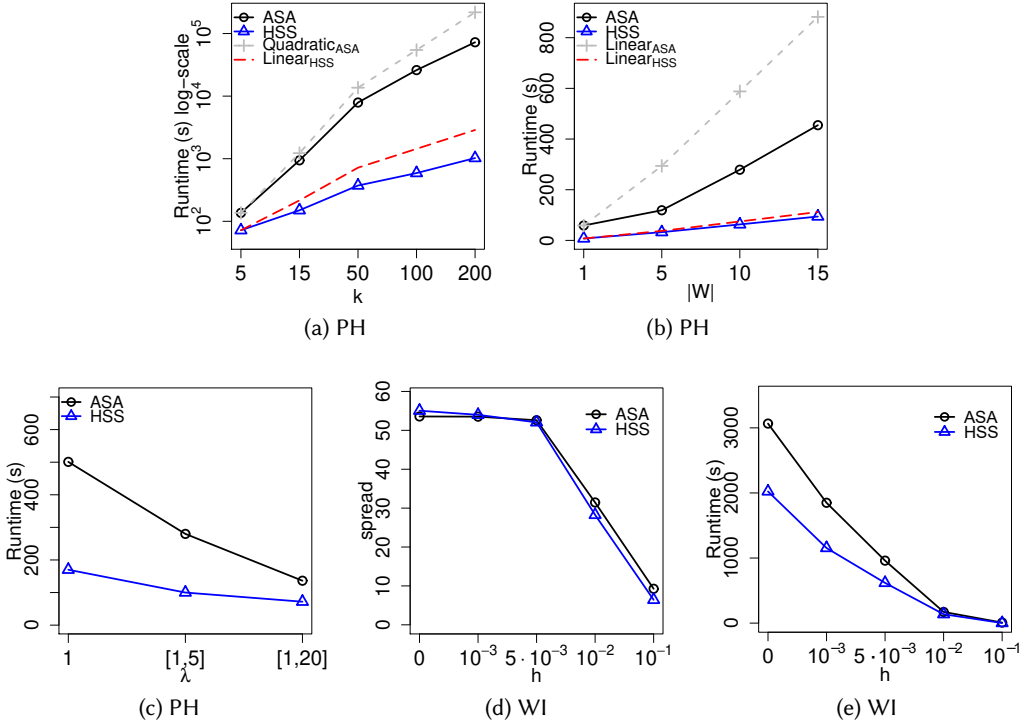 ASA
HSS
Quadratic_ASA
Linear_HSS
Runtime (s) log−scale
10^2
10^3
10^4
10^5
5
15
50
100
200
k
(a) PH
ASA
HSS
Linear_ASA
Linear_HSS
Runtime (s)
0
200
400
600
800
1
5
10
15
|W|
(b) PH
ASA
HSS
Runtime (s)
0
200
400
600
1
[1,5]
[1,20]
λ
(c) PH
ASA
HSS
spread
0
10
20
30
40
50
60
0
10^−3
5·10^−3
10^−2
10^−1
h
(d) WI
ASA
HSS
Runtime (s)
0
1000
2000
3000
0
10^−3
5·10^−3
10^−2
10^−1
h
(e) WI